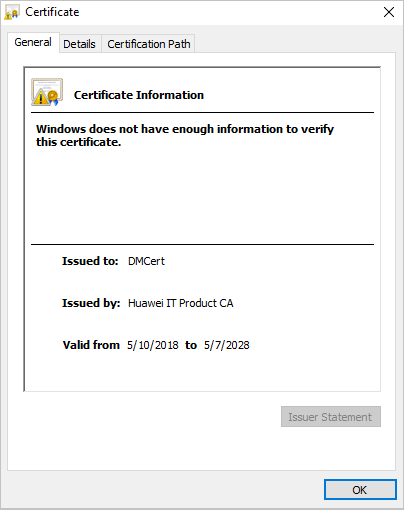 Certificate
General Details Certification Path
Certificate Information
Windows does not have enough information to verify
this certificate.
Issued to: DMCert
Issued by: Huawei IT Product CA
Valid from 5/10/2018 to 5/7/2028
Issuer Statement
OK